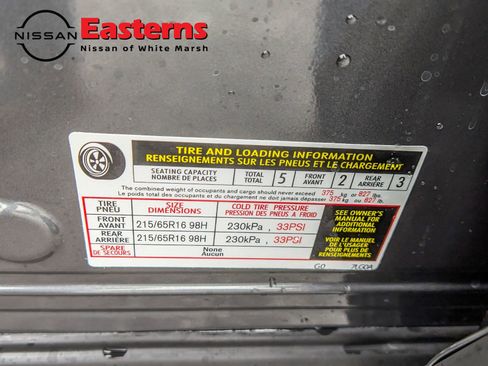 NISSAN Easterns
Nissan of White Marsh
TIRE AND LOADING INFORMATION
RENSEIGNEMENTS SUR LES PNEUS ET LE CHARGEMENT
SEATING CAPACITY TOTAL 5 FRONT 2 REAR 3
NOMBRE DE PLACES TOTAL AVANT ARRIÈRE
The combined weight of occupants and cargo should never exceed 375 kg or 827 lbs.
Le poids total des occupants et du chargement ne doit jamais dépasser 375 kg ou 827 lb.
TIRE SIZE COLD TIRE PRESSURE
PNEU DIMENSIONS PRESSION DES PNEUS À FROID
FRONT
AVANT 215/65R16 98H 230kPa , 33PSI
REAR
ARRIÈRE 215/65R16 98H 230kPa , 33PSI
SPARE None
DE SECOURS Aucun
SEE OWNER'S
MANUAL FOR
ADDITIONAL
INFORMATION
VOIR LE MANUEL
DE L'USAGER
POUR PLUS DE
RENSEIGNEMENTS
GO 7LG0A